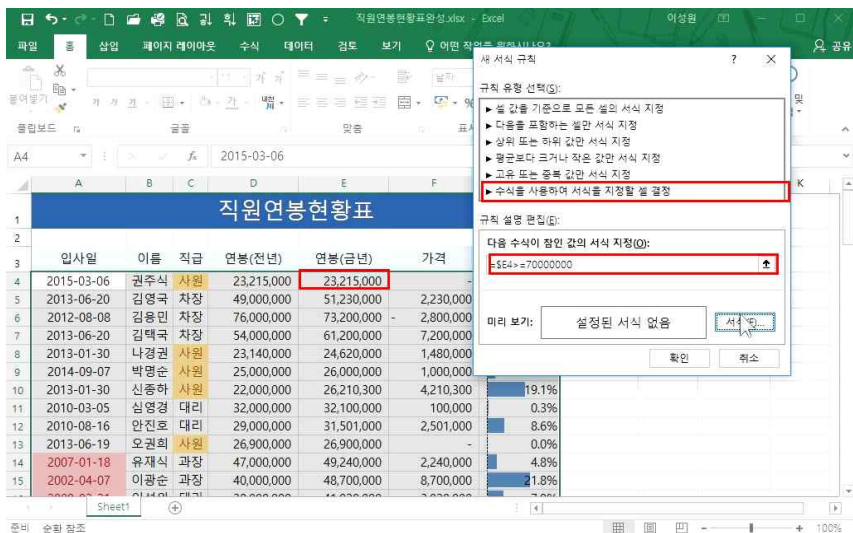 직원연봉현황표완성.xlsx - Excel
이성원
파일 홈 삽입 페이지 레이아웃 수식 데이터 검토 보기
공유
붙여넣기
가 가 가
클립보드 글꼴 맞춤
A4 fx 2015-03-06
A B C D E F K
1 직원연봉현황표
2
3 입사일 이름 직급 연봉(전년) 연봉(금년) 가격
4 2015-03-06 권주식 사원 23,215,000 23,215,000 -
5 2013-06-20 김영국 차장 49,000,000 51,230,000 2,230,000
6 2012-08-08 김용민 차장 76,000,000 73,200,000 - 2,800,000
7 2013-06-20 김택국 차장 54,000,000 61,200,000 7,200,000
8 2013-01-30 나경권 사원 23,140,000 24,620,000 1,480,000
9 2014-09-07 박명순 사원 25,000,000 26,000,000 1,000,000
10 2013-01-30 신종하 사원 22,000,000 26,210,300 4,210,300 19.1%
11 2010-03-05 심영경 대리 32,000,000 32,100,000 100,000 0.3%
12 2010-08-16 안진호 대리 29,000,000 31,501,000 2,501,000 8.6%
13 2013-06-19 오권희 사원 26,900,000 26,900,000 - 0.0%
14 2007-01-18 유재식 과장 47,000,000 49,240,000 2,240,000 4.8%
15 2002-04-07 이광순 과장 40,000,000 48,700,000 8,700,000 21.8%
Sheet1
준비 순환 참조 100%
새 서식 규칙 ? ×
규칙 유형 선택(S):
► 셀 값을 기준으로 모든 셀의 서식 지정
► 다음을 포함하는 셀만 서식 지정
► 상위 또는 하위 값만 서식 지정
► 평균보다 크거나 작은 값만 서식 지정
► 고유 또는 중복 값만 서식 지정
► 수식을 사용하여 서식을 지정할 셀 결정
규칙 설명 편집(E):
다음 수식이 참인 값의 서식 지정(O):
=$E4>=70000000
미리 보기: 설정된 서식 없음 서식(F)...
확인 취소